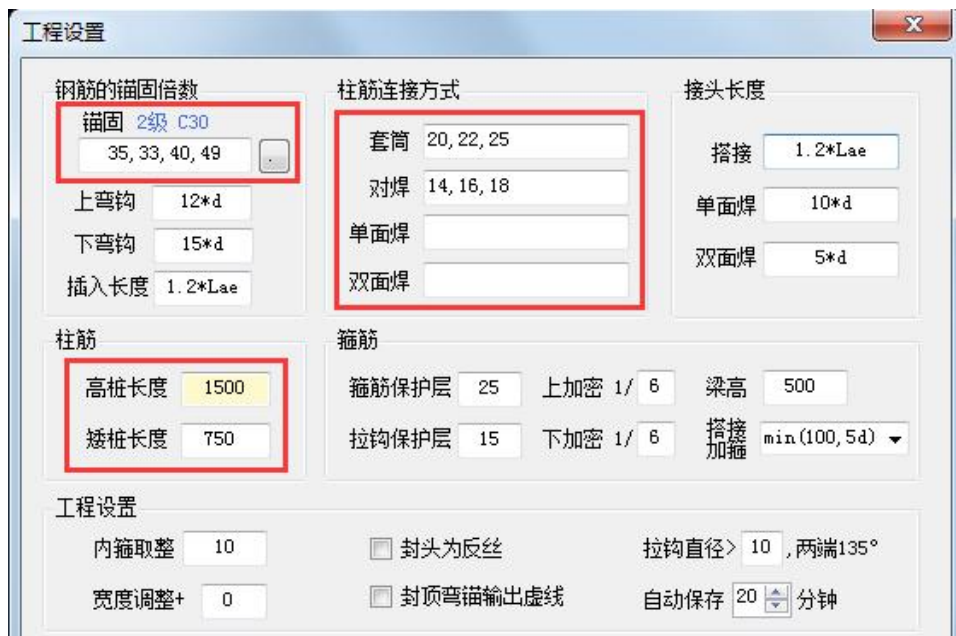 工程设置
X
钢筋的锚固倍数
锚固 2级 C30
35,33,40,49 .
上弯钩 12*d
下弯钩 15*d
插入长度 1.2*Lae
柱筋连接方式
套筒 20,22,25
对焊 14,16,18
单面焊
双面焊
接头长度
搭接 1.2*Lae
单面焊 10*d
双面焊 5*d
柱筋
高桩长度 1500
矮桩长度 750
箍筋
箍筋保护层 25 上加密 1/ 6 梁高 500
拉钩保护层 15 下加密 1/ 6 搭接加箍 min(100,5d)
工程设置
内箍取整 10 封头为反丝 拉钩直径> 10 ,两端135°
宽度调整+ 0 封顶弯锚输出虚线 自动保存 20 分钟